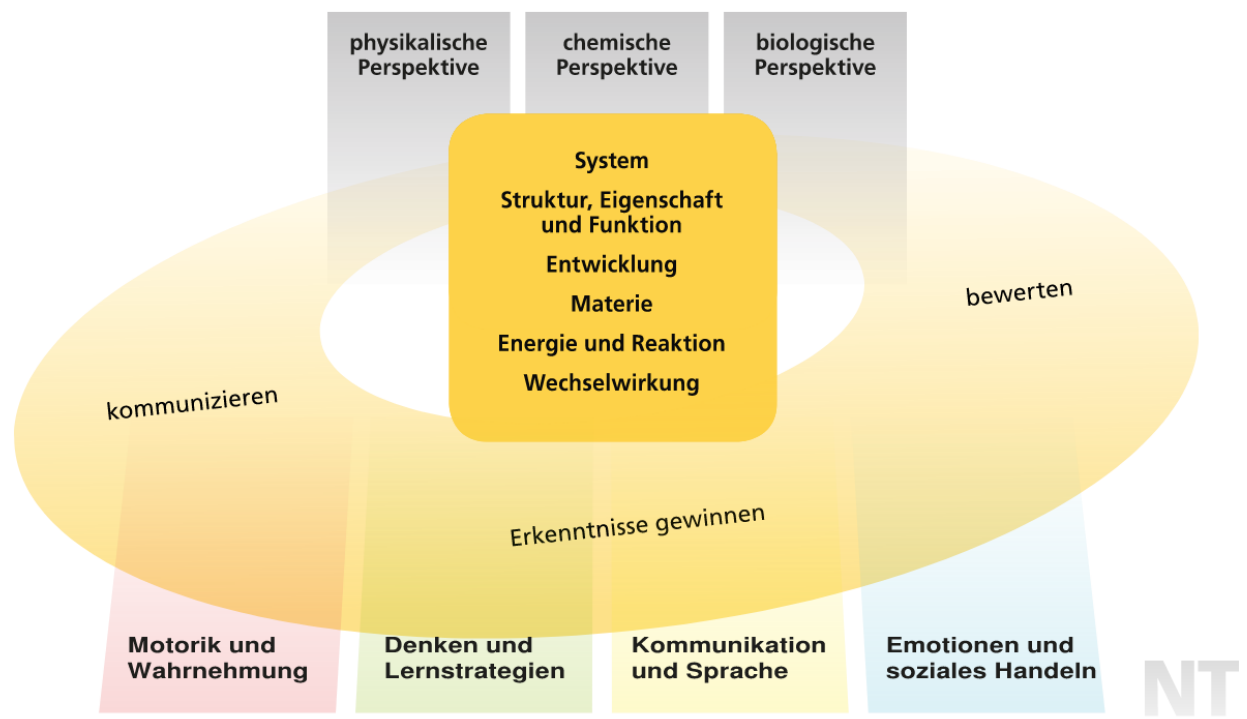 physikalische
Perspektive
chemische
Perspektive
biologische
Perspektive
System
Struktur, Eigenschaft
und Funktion
Entwicklung
Materie
Energie und Reaktion
Wechselwirkung
bewerten
kommunizieren
Erkenntnisse gewinnen
Motorik und
Wahrnehmung
Denken und
Lernstrategien
Kommunikation
und Sprache
Emotionen und
soziales Handeln
NT